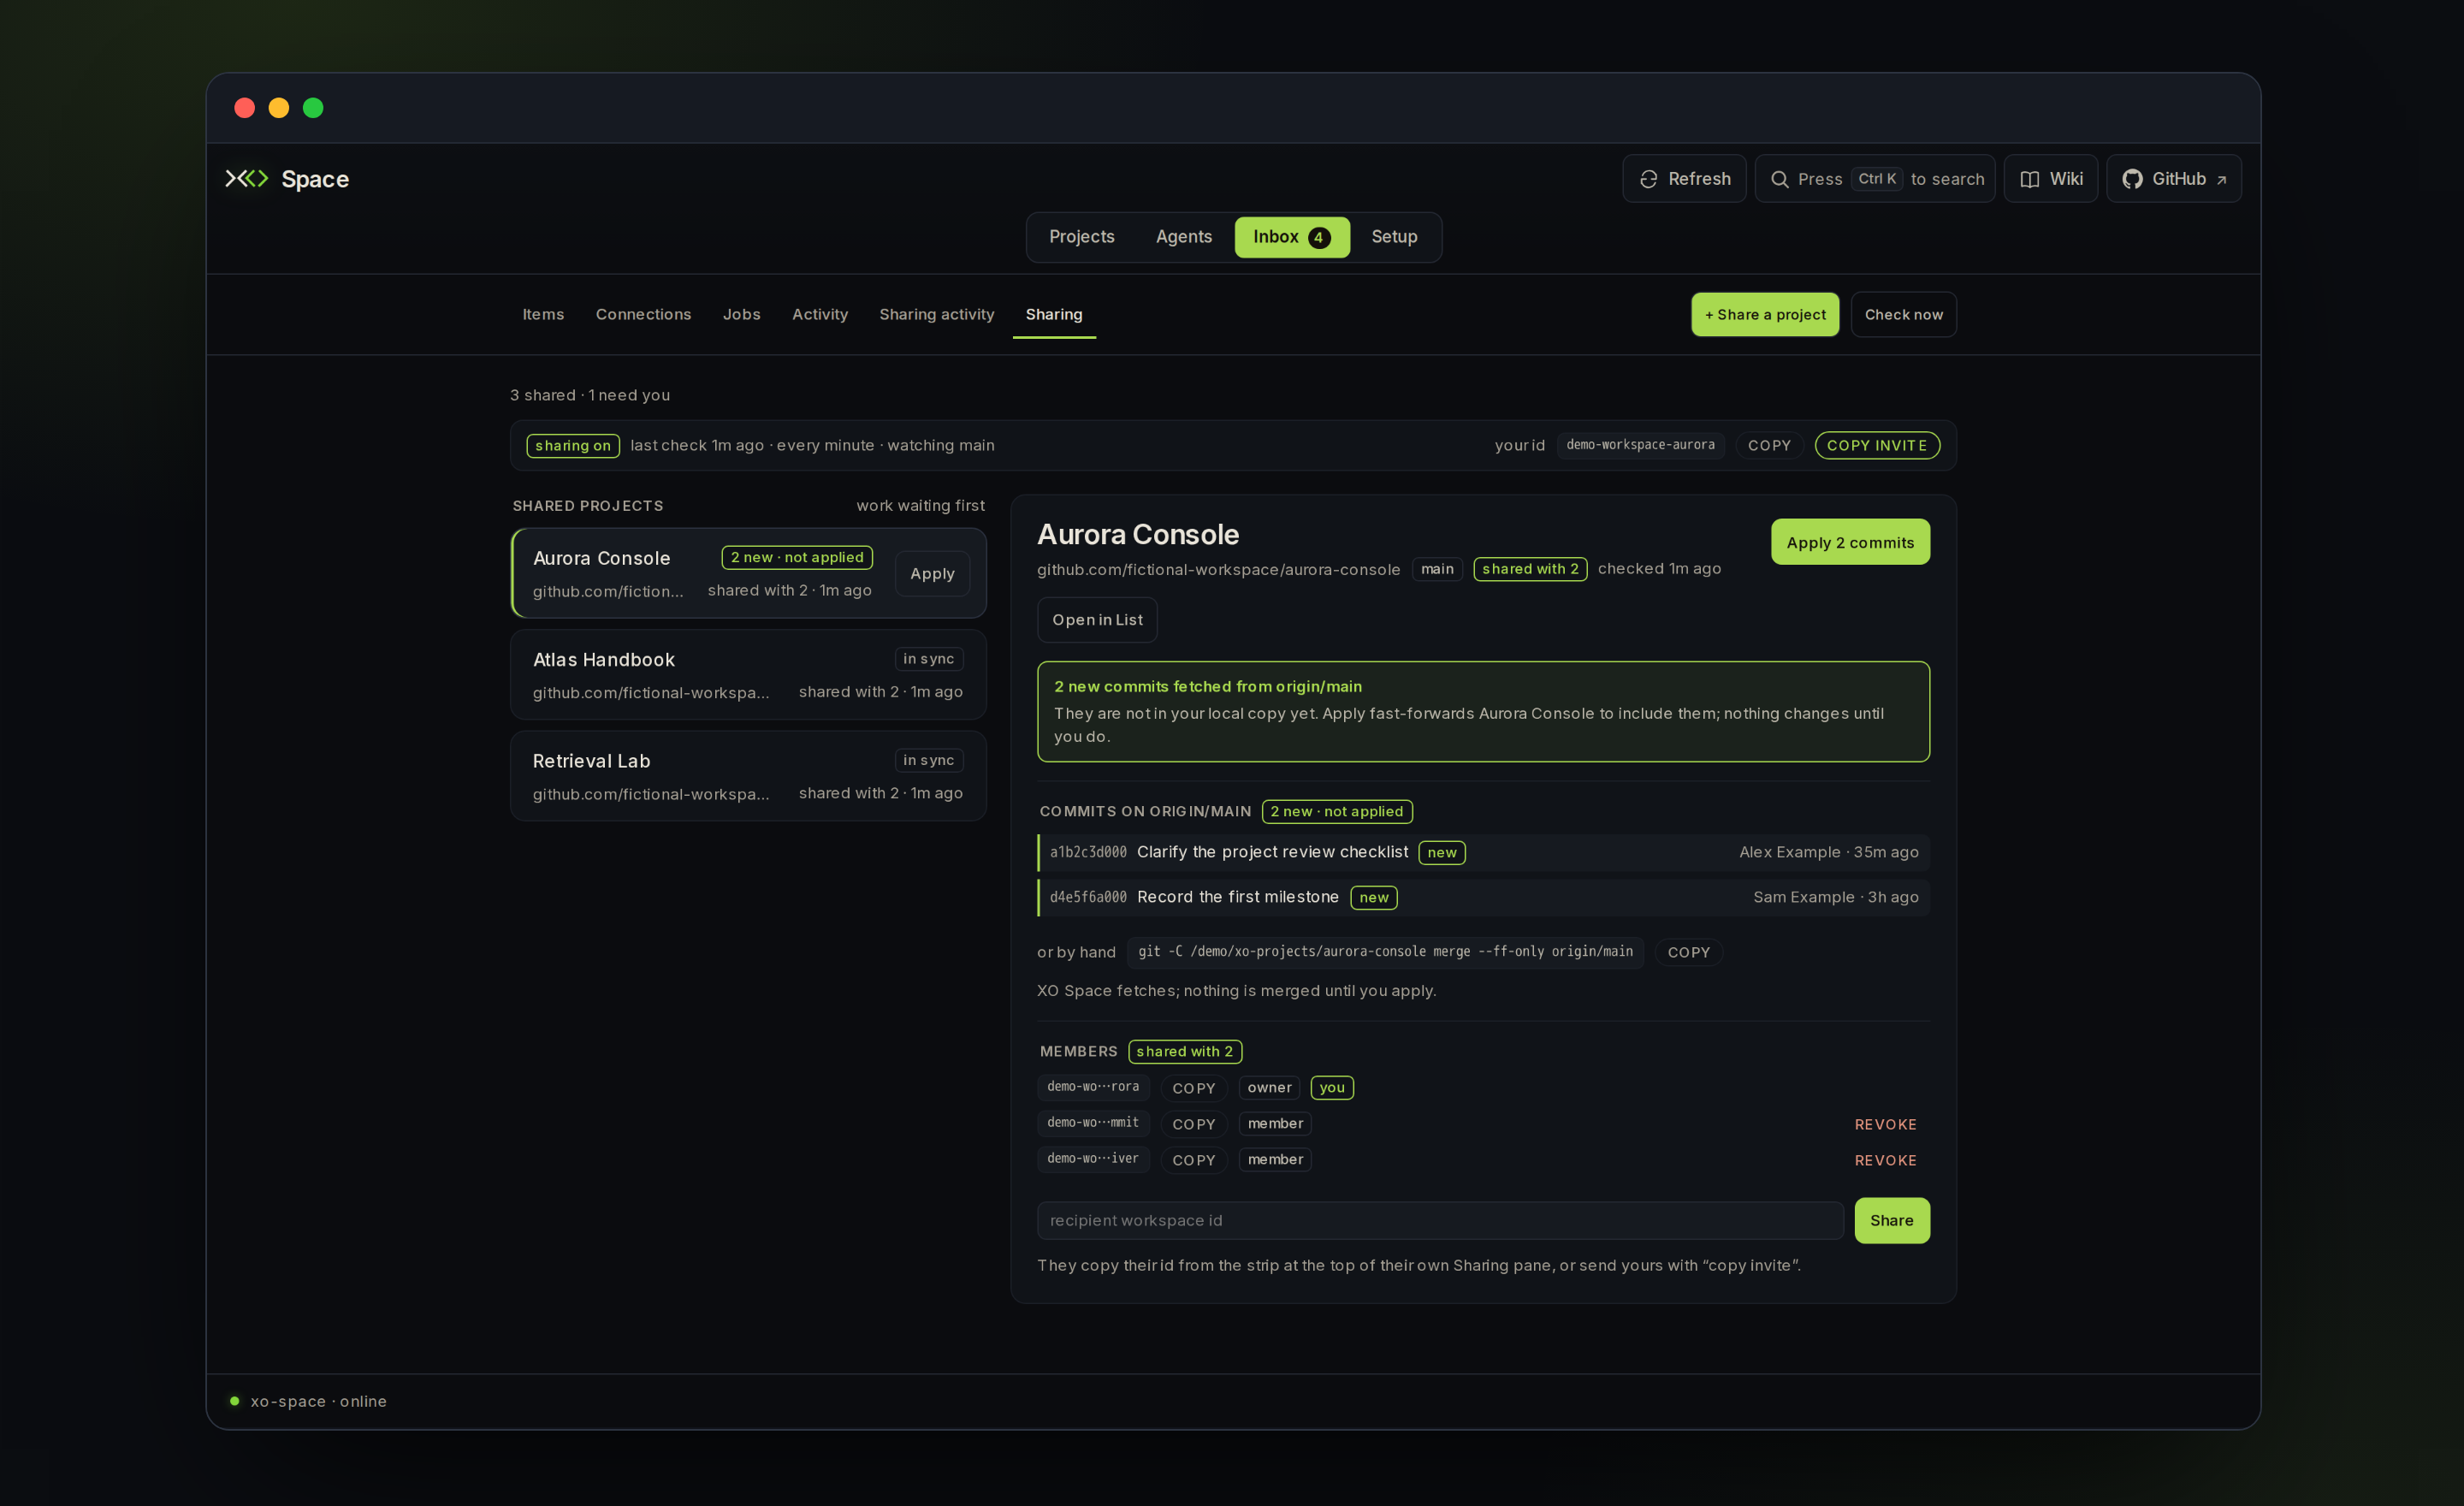 Space
Refresh
Press Ctrl K to search
Wiki
GitHub ↗
Projects
Agents
Inbox 4
Setup
Items
Connections
Jobs
Activity
Sharing activity
Sharing
+ Share a project
Check now
3 shared · 1 need you
sharing on last check 1m ago · every minute · watching main
your id demo-workspace-aurora COPY COPY INVITE
SHARED PROJECTS work waiting first
Aurora Console 2 new · not applied
github.com/fiction... shared with 2 · 1m ago
Apply
Atlas Handbook in sync
github.com/fictional-workspa... shared with 2 · 1m ago
Retrieval Lab in sync
github.com/fictional-workspa... shared with 2 · 1m ago
Aurora Console
Apply 2 commits
github.com/fictional-workspace/aurora-console main shared with 2 checked 1m ago
Open in List
2 new commits fetched from origin/main
They are not in your local copy yet. Apply fast-forwards Aurora Console to include them; nothing changes until
you do.
COMMITS ON ORIGIN/MAIN 2 new · not applied
a1b2c3d000 Clarify the project review checklist new Alex Example · 35m ago
d4e5f6a000 Record the first milestone new Sam Example · 3h ago
or by hand git -C /demo/xo-projects/aurora-console merge --ff-only origin/main COPY
XO Space fetches; nothing is merged until you apply.
MEMBERS shared with 2
demo-wo···rora COPY owner you
demo-wo···mmit COPY member REVOKE
demo-wo···iver COPY member REVOKE
recipient workspace id Share
They copy their id from the strip at the top of their own Sharing pane, or send yours with “copy invite”.
xo-space · online